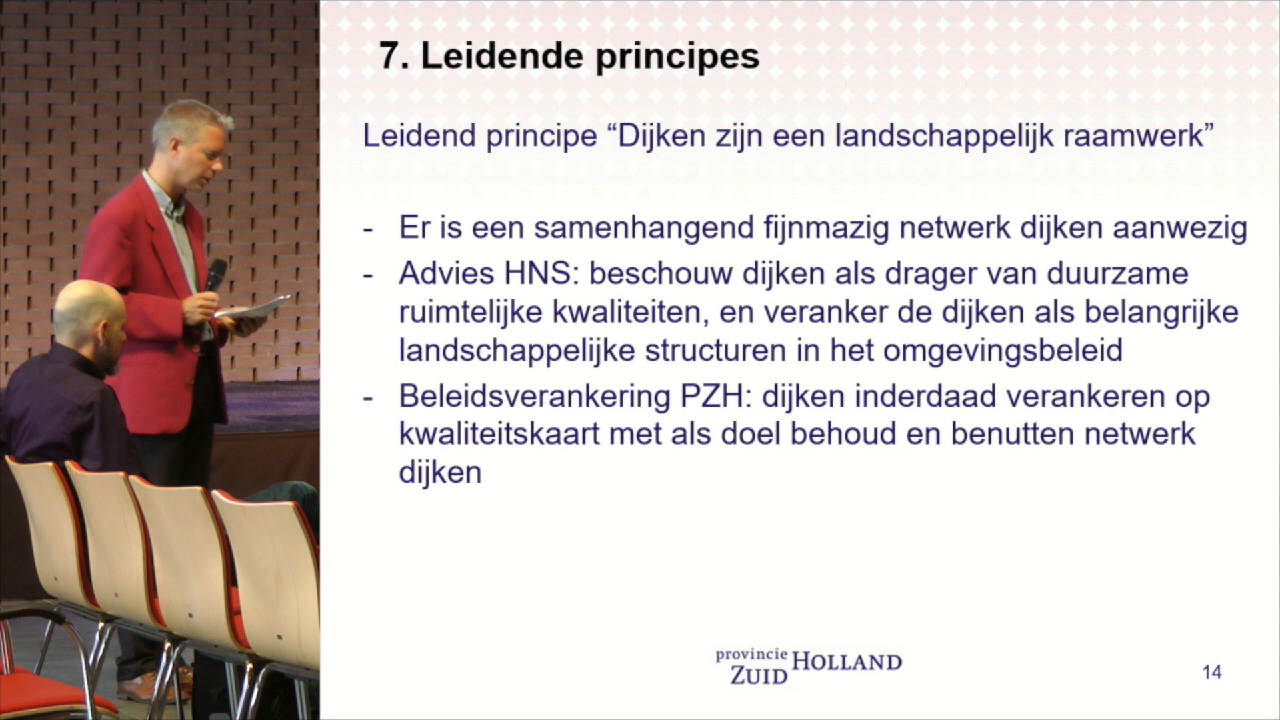 7. Leidende principes
Leidend principe “Dijken zijn een landschappelijk raamwerk”
- Er is een samenhangend fijnmazig netwerk dijken aanwezig
- Advies HNS: beschouw dijken als drager van duurzame
ruimtelijke kwaliteiten, en veranker de dijken als belangrijke
landschappelijke structuren in het omgevingsbeleid
- Beleidsverankering PZH: dijken inderdaad verankeren op
kwaliteitskaart met als doel behoud en benutten netwerk
dijken
provincie
ZUID HOLLAND
14